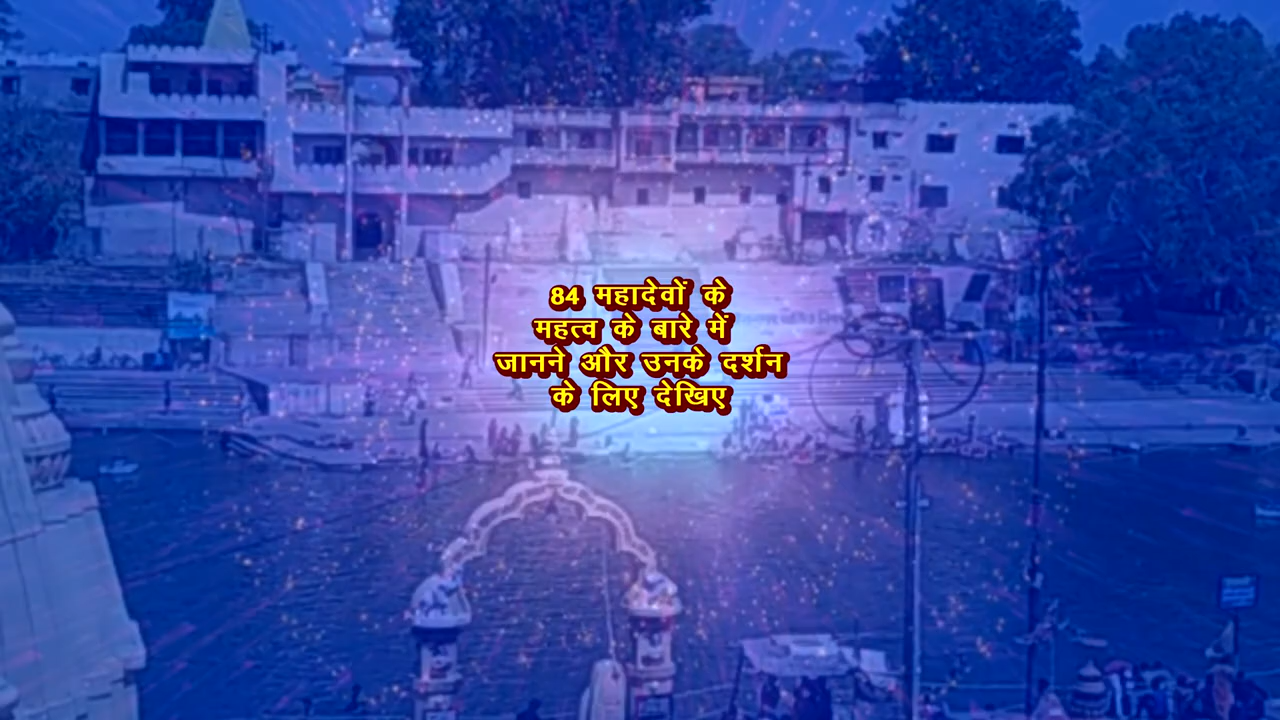 84 महादेवों के
महत्व के बारे में
जानने और उनके दर्शन
के लिए देखिए